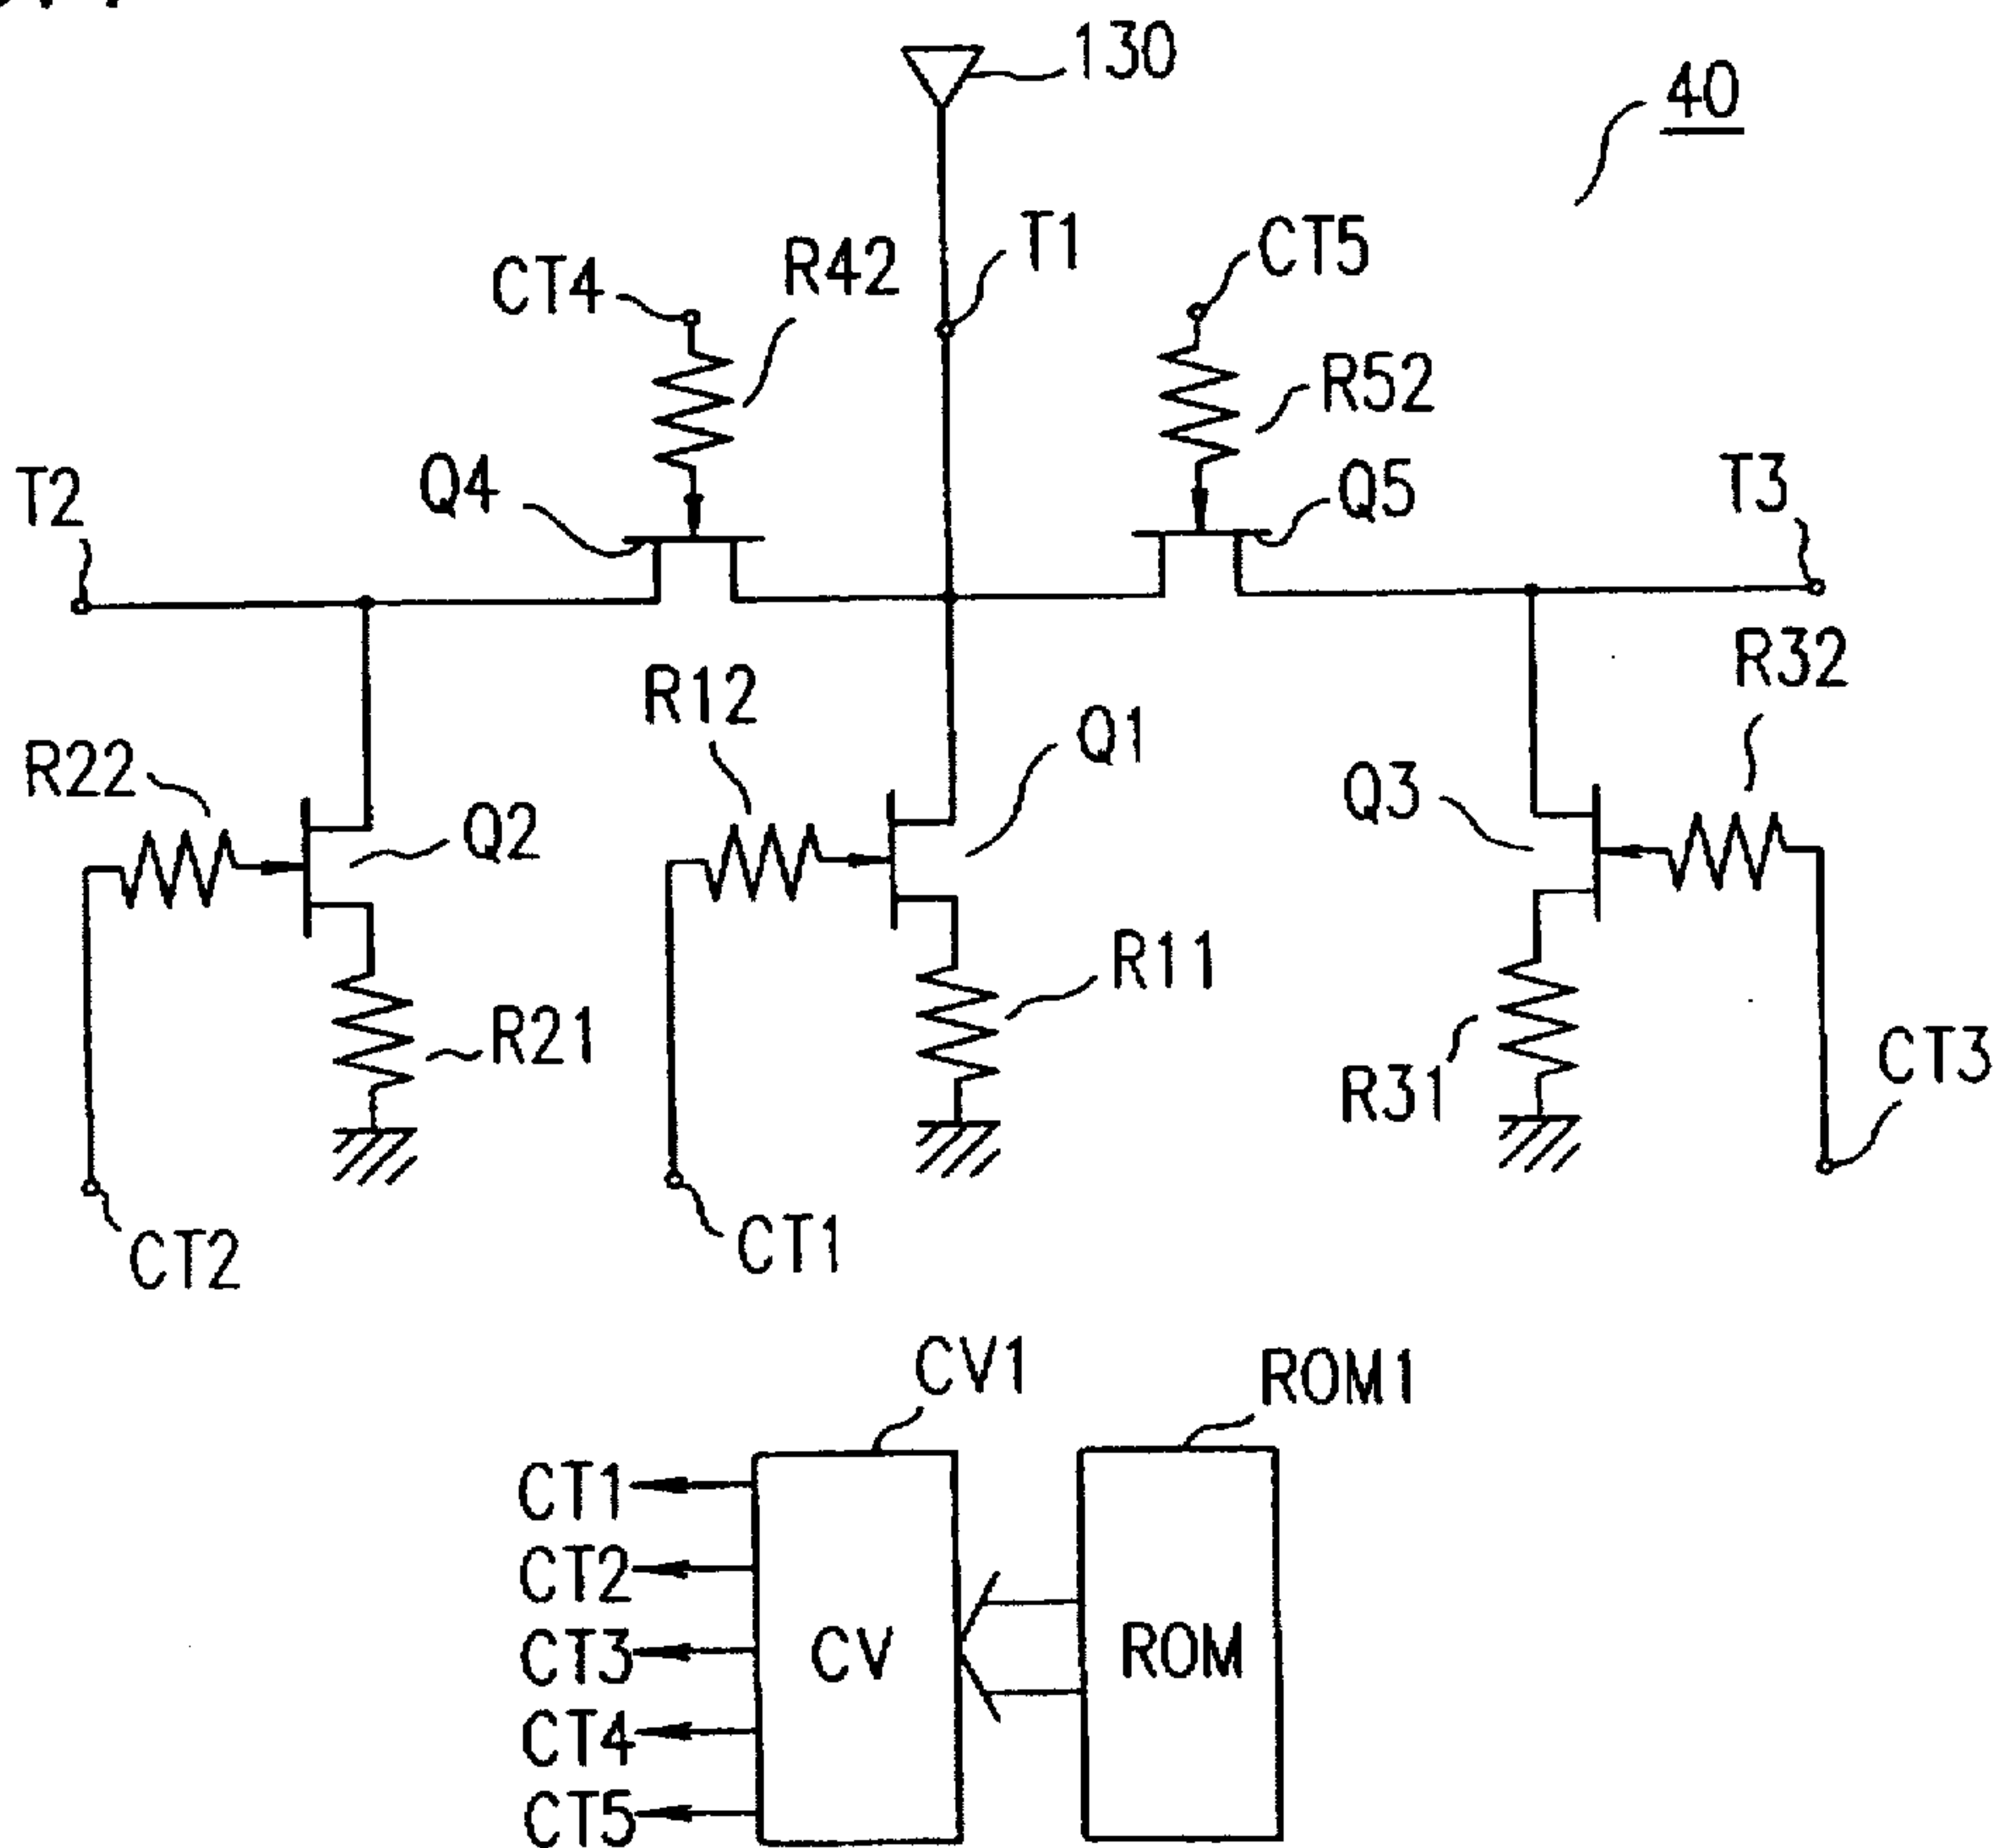 130
40
T1
CT4
R42
CT5
R52
T2
Q4
Q5
T3
R12
R32
R22
Q2
Q1
Q3
R11
R21
R31
CT3
CT2
CT1
CV1
ROM1
CT1
CT2
CT3
CT4
CT5
CV
ROM